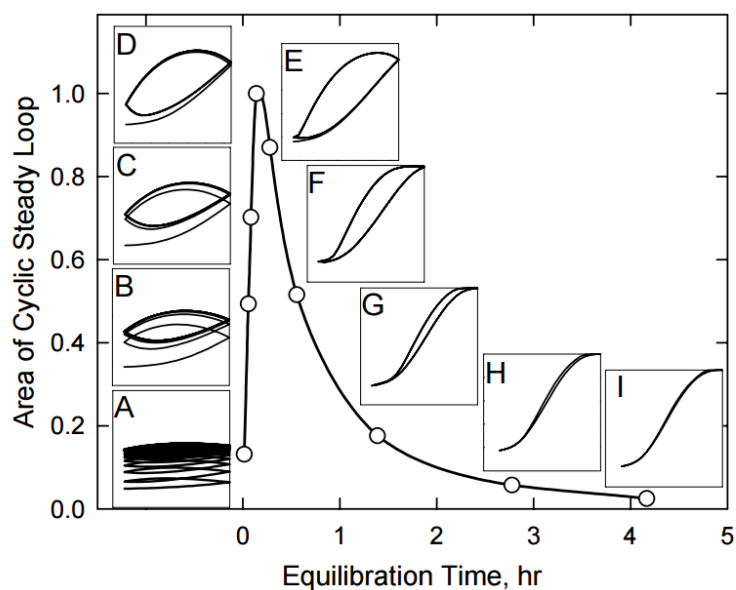 Area of Cyclic Steady Loop
1.0
0.8
0.6
0.4
0.2
0.0
D
C
B
A
E
F
G
H
I
0 1 2 3 4 5
Equilibration Time, hr